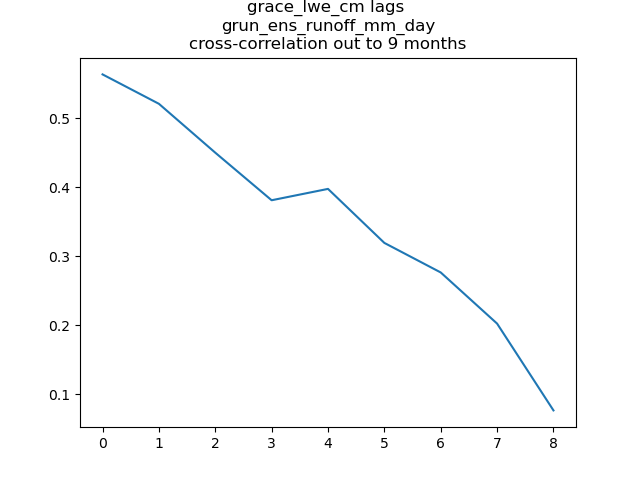 grace_lwe_cm lags
grun_ens_runoff_mm_day
cross-correlation out to 9 months
0.5
0.4
0.3
0.2
0.1
0 1 2 3 4 5 6 7 8